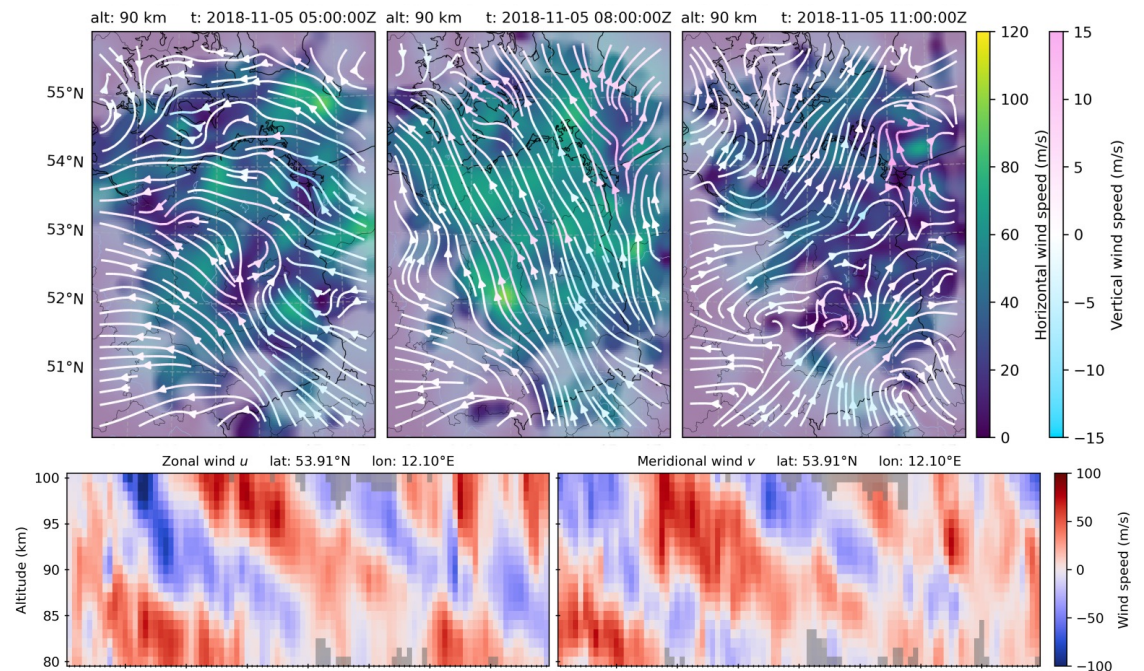 alt: 90 km t: 2018-11-05 05:00:00Z
alt: 90 km t: 2018-11-05 08:00:00Z
alt: 90 km t: 2018-11-05 11:00:00Z
55°N
54°N
53°N
52°N
51°N
120
100
80
60
40
20
0
Horizontal wind speed (m/s)
15
10
5
0
−5
−10
−15
Vertical wind speed (m/s)
Zonal wind u lat: 53.91°N lon: 12.10°E
Meridional wind v lat: 53.91°N lon: 12.10°E
100
95
90
85
80
Altitude (km)
100
50
0
−50
−100
Wind speed (m/s)